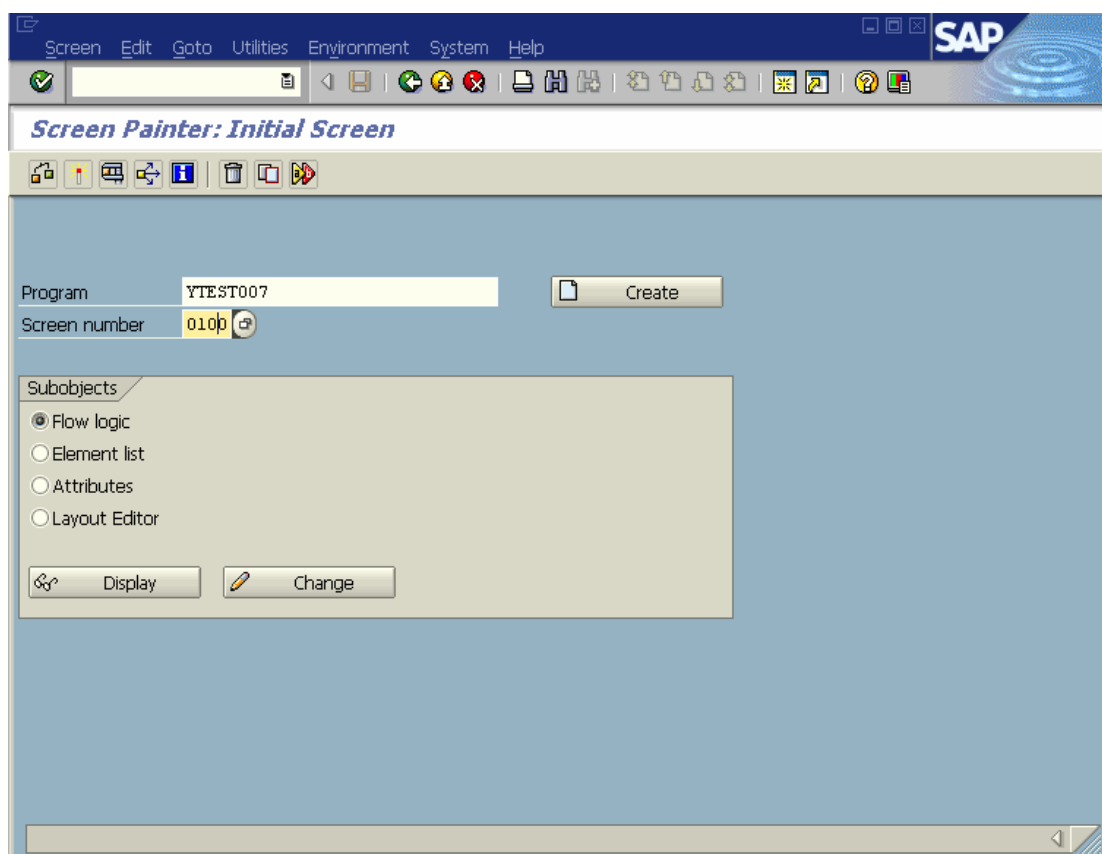 Screen Edit Goto Utilities Environment System Help
SAP
Screen Painter: Initial Screen
Program YTEST007 Create
Screen number 0100
Subobjects
Flow logic
Element list
Attributes
Layout Editor
Display Change